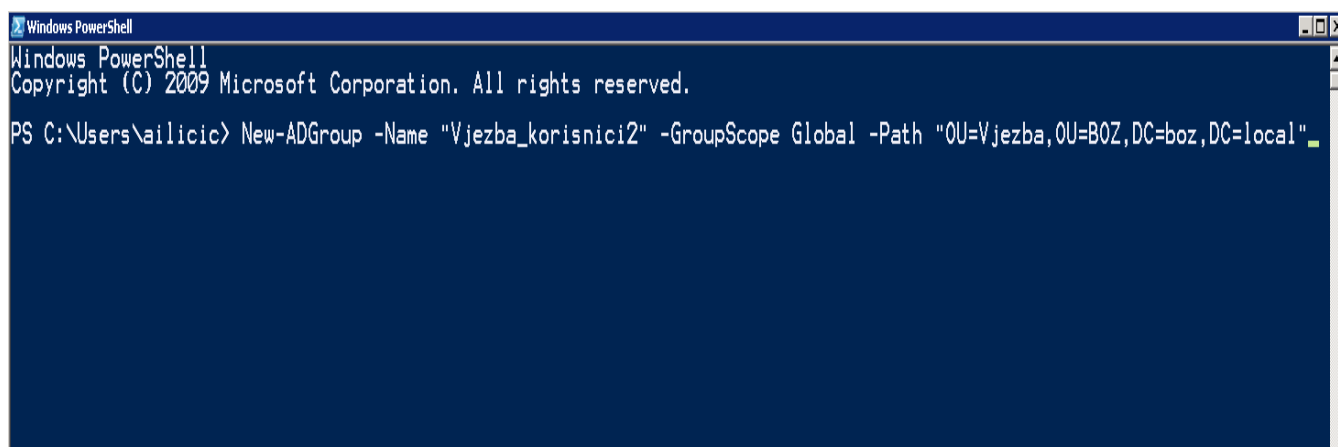 Windows PowerShell
Windows PowerShell
Copyright (C) 2009 Microsoft Corporation. All rights reserved.
PS C:\Users\ailicic> New-ADGroup -Name "Vjezba_korisnici2" -GroupScope Global -Path "OU=Vjezba,OU=BOZ,DC=boz,DC=local"